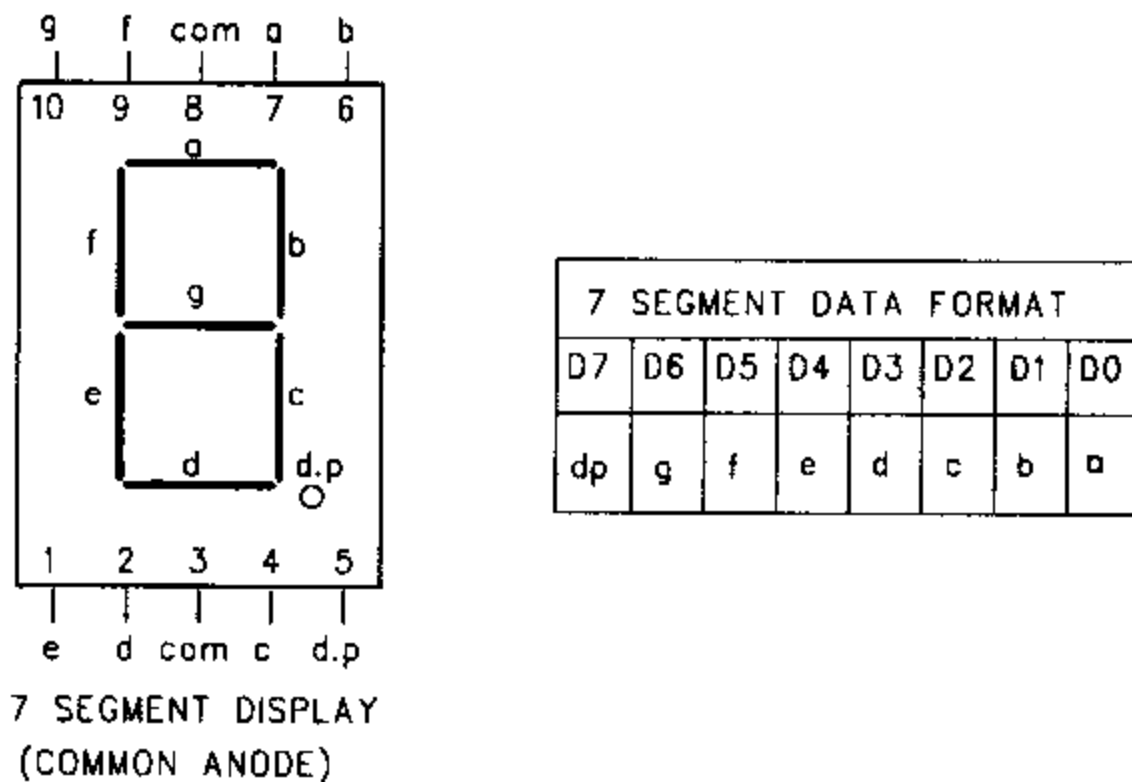 g f com a b
10 9 8 7 6
a
f b
g
e c
d d.p
1 2 3 4 5
e d com c d.p
7 SEGMENT DISPLAY
(COMMON ANODE)
7 SEGMENT DATA FORMAT
D7 D6 D5 D4 D3 D2 D1 D0
dp g f e d c b a